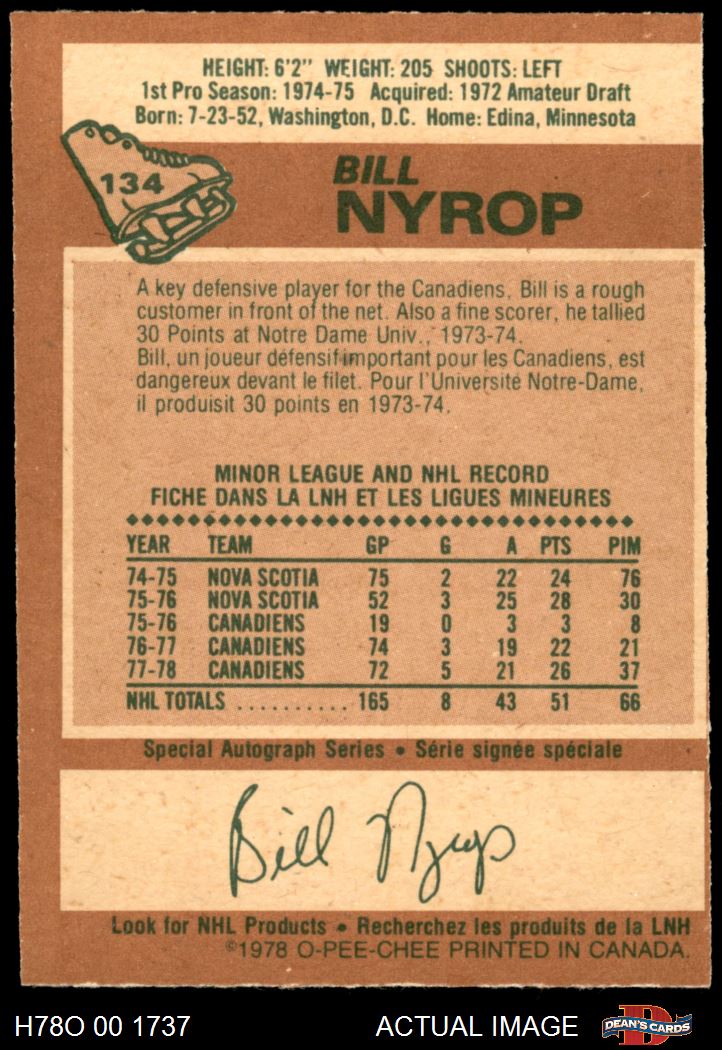 HEIGHT: 6'2" WEIGHT: 205 SHOOTS: LEFT
1st Pro Season: 1974-75 Acquired: 1972 Amateur Draft
Born: 7-23-52, Washington, D.C. Home: Edina, Minnesota
134
BILL
NYROP
A key defensive player for the Canadiens, Bill is a rough
customer in front of the net. Also a fine scorer, he tallied
30 Points at Notre Dame Univ., 1973-74.
Bill, un joueur défensif important pour les Canadiens, est
dangereux devant le filet. Pour l'Université Notre-Dame,
il produisit 30 points en 1973-74.
MINOR LEAGUE AND NHL RECORD
FICHE DANS LA LNH ET LES LIGUES MINEURES
YEAR TEAM GP G A PTS PIM
74-75 NOVA SCOTIA 75 2 22 24 76
75-76 NOVA SCOTIA 52 3 25 28 30
75-76 CANADIENS 19 0 3 3 8
76-77 CANADIENS 74 3 19 22 21
77-78 CANADIENS 72 5 21 26 37
NHL TOTALS .......... 165 8 43 51 66
Special Autograph Series • Série signée spéciale
Bill Nyrop
Look for NHL Products • Recherchez les produits de la LNH
©1978 O-PEE-CHEE PRINTED IN CANADA.
H78O 00 1737 ACTUAL IMAGE D DEAN'S CARDS